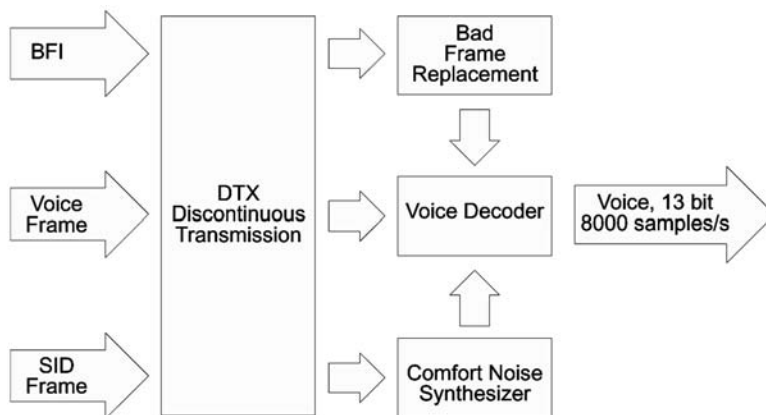 BFI
Bad
Frame
Replacement
Voice
Frame
DTX
Discontinuous
Transmission
Voice Decoder
Voice, 13 bit
8000 samples/s
SID
Frame
Comfort Noise
Synthesizer